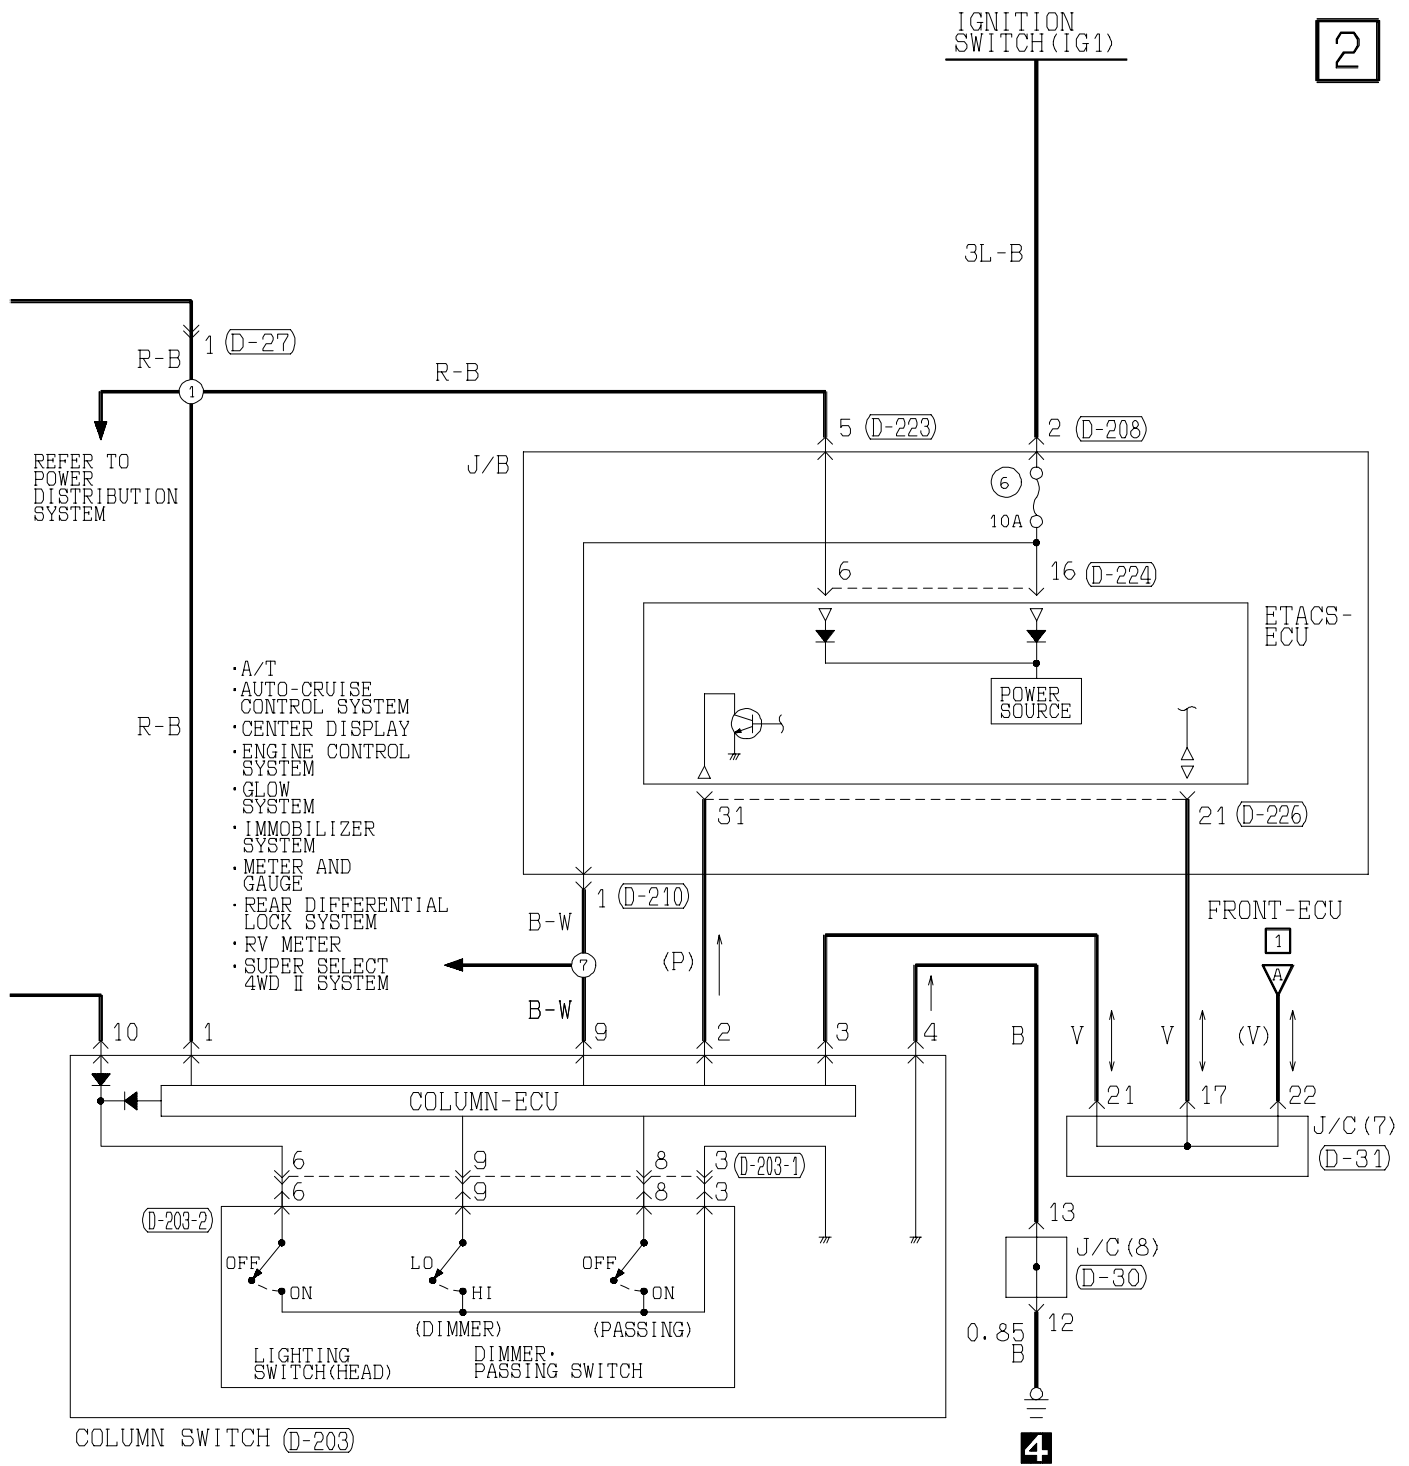 IGNITION
SWITCH(IG1)
2
3L-B
1 D-27
R-B
R-B
1
5 D-223
2 D-208
REFER TO
POWER
DISTRIBUTION
SYSTEM
J/B
6
10A
6
16 D-224
ETACS-
ECU
·A/T
·AUTO-CRUISE
CONTROL SYSTEM
·CENTER DISPLAY
·ENGINE CONTROL
SYSTEM
·GLOW
SYSTEM
·IMMOBILIZER
SYSTEM
·METER AND
GAUGE
·REAR DIFFERENTIAL
LOCK SYSTEM
·RV METER
·SUPER SELECT
4WD Ⅱ SYSTEM
R-B
POWER
SOURCE
31
21 D-226
1 D-210
B-W
7
B-W
(P)
FRONT-ECU
1
A
10
1
9
2
3
4
B
V
V
(V)
COLUMN-ECU
21
17
22
J/C(7)
D-31
6
9
8
3 D-203-1
6
9
8
3
D-203-2
13
J/C(8)
D-30
OFF
ON
LO
HI
OFF
ON
(DIMMER)
(PASSING)
12
0.85
B
LIGHTING
SWITCH(HEAD)
DIMMER·
PASSING SWITCH
COLUMN SWITCH D-203
4